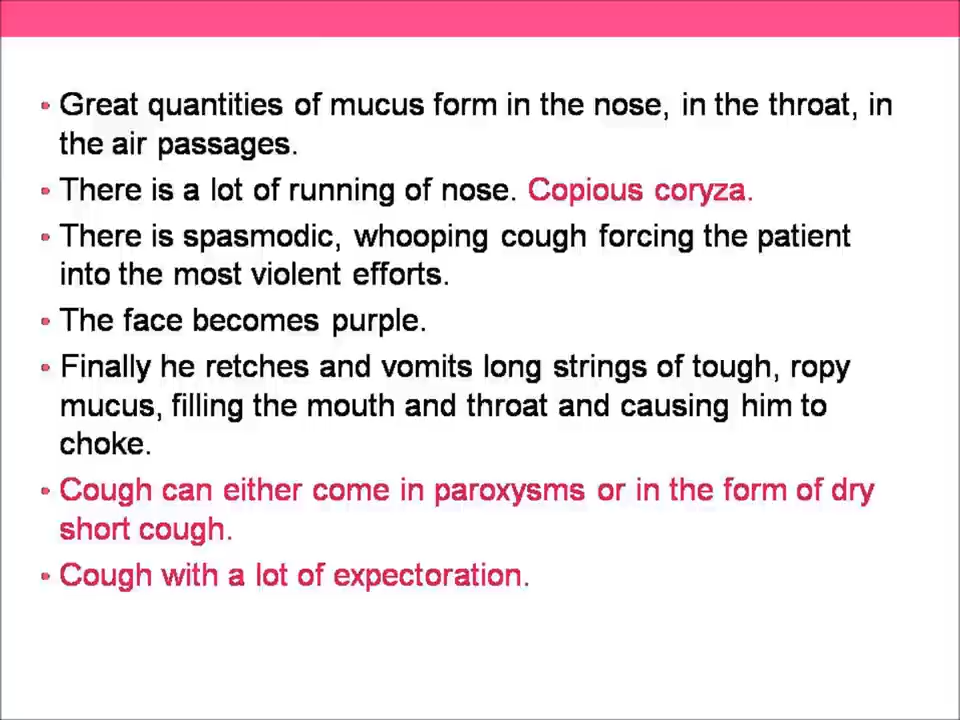 • Great quantities of mucus form in the nose, in the throat, in
the air passages.
• There is a lot of running of nose. Copious coryza.
• There is spasmodic, whooping cough forcing the patient
into the most violent efforts.
• The face becomes purple.
• Finally he retches and vomits long strings of tough, ropy
mucus, filling the mouth and throat and causing him to
choke.
• Cough can either come in paroxysms or in the form of dry
short cough.
• Cough with a lot of expectoration.